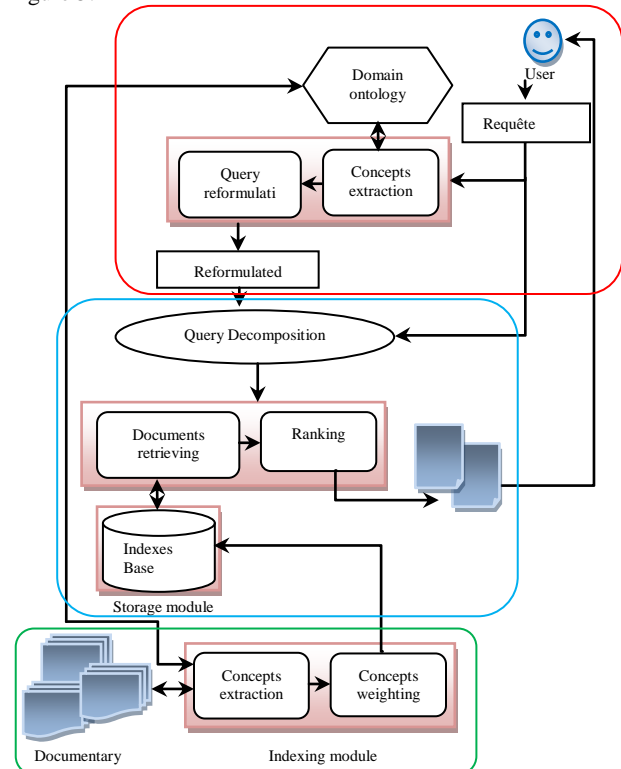 User
Domain
ontology
Requête
Query
reformulati
Concepts
extraction
Reformulated
Query Decomposition
Documents
retrieving
Ranking
Indexes
Base
Storage module
Concepts
extraction
Concepts
weighting
Documentary
Indexing module